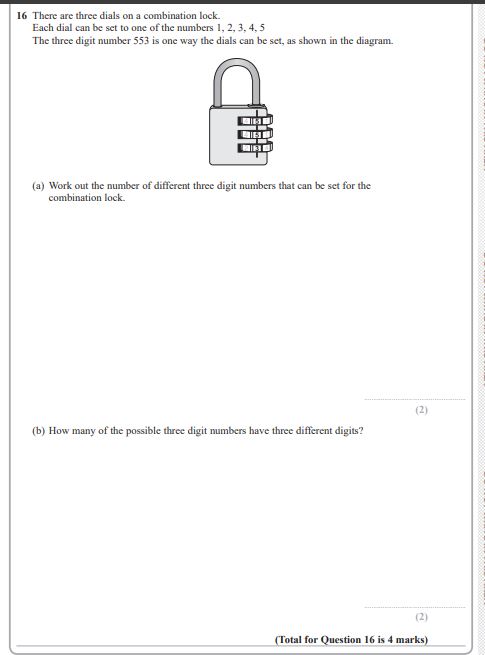 16 There are three dials on a combination lock.
Each dial can be set to one of the numbers 1, 2, 3, 4, 5
The three digit number 553 is one way the dials can be set, as shown in the diagram.
5
5
3
(a) Work out the number of different three digit numbers that can be set for the
combination lock.
(2)
(b) How many of the possible three digit numbers have three different digits?
(2)
(Total for Question 16 is 4 marks)